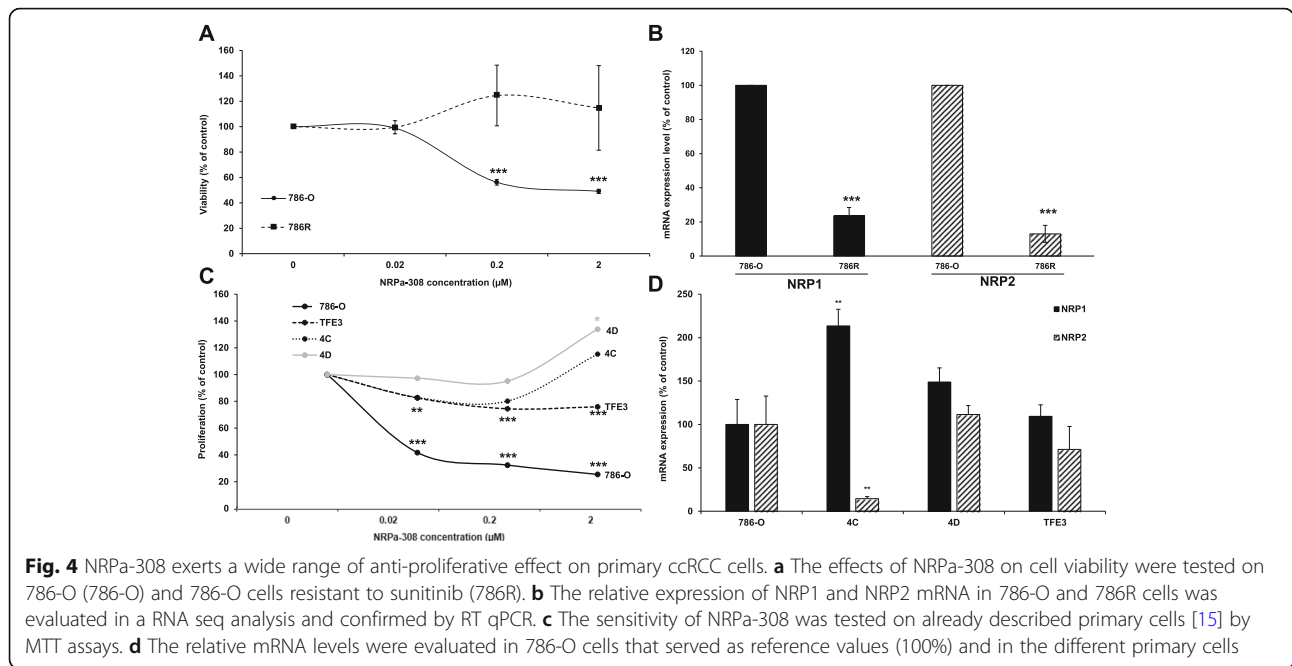 A
160
140
120
100
80
60
40
20
0
Viability (% of control)
***
***
786-O
786R
0
0.02
0.2
2
NRPa-308 concentration (µM)
B
120
100
80
60
40
20
0
mRNA expression level (% of control)
***
***
786-O
786R
786-O
786R
NRP1
NRP2
C
160
140
120
100
80
60
40
20
0
Proliferation (% of control)
786-O
TFE3
4C
4D
*
4D
4C
**
***
***
TFE3
***
***
***
786-O
0
0.02
0.2
2
NRPa-308 concentration (µM)
D
250
200
150
100
50
0
mRNA expression (% of control)
**
**
NRP1
NRP2
786-O
4C
4D
TFE3
Fig. 4 NRPa-308 exerts a wide range of anti-proliferative effect on primary ccRCC cells. a The effects of NRPa-308 on cell viability were tested on
786-O (786-O) and 786-O cells resistant to sunitinib (786R). b The relative expression of NRP1 and NRP2 mRNA in 786-O and 786R cells was
evaluated in a RNA seq analysis and confirmed by RT qPCR. c The sensitivity of NRPa-308 was tested on already described primary cells [15] by
MTT assays. d The relative mRNA levels were evaluated in 786-O cells that served as reference values (100%) and in the different primary cells